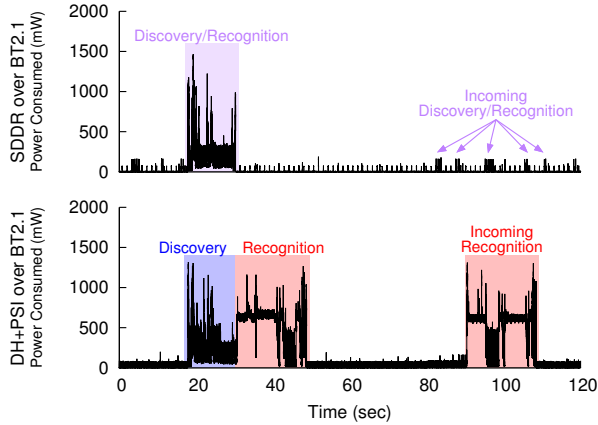 SDDR over BT2.1
Power Consumed (mW)
2000
1500
1000
500
0
Discovery/Recognition
Incoming
Discovery/Recognition
DH+PSI over BT2.1
Power Consumed (mW)
2000
1500
1000
500
0
Discovery
Recognition
Incoming
Recognition
0 20 40 60 80 100 120
Time (sec)